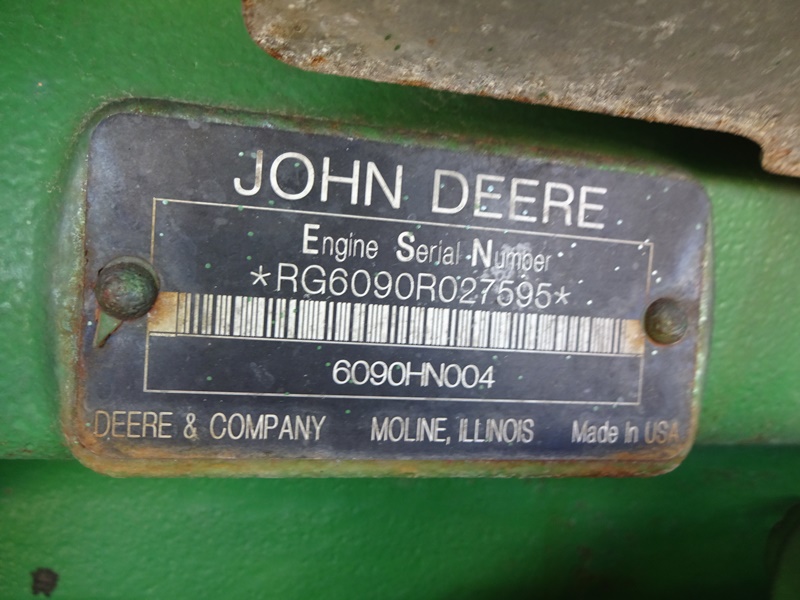 JOHN DEERE
Engine Serial Number
*RG6090R027595*
6090HN004
DEERE & COMPANY MOLINE, ILLINOIS Made In USA